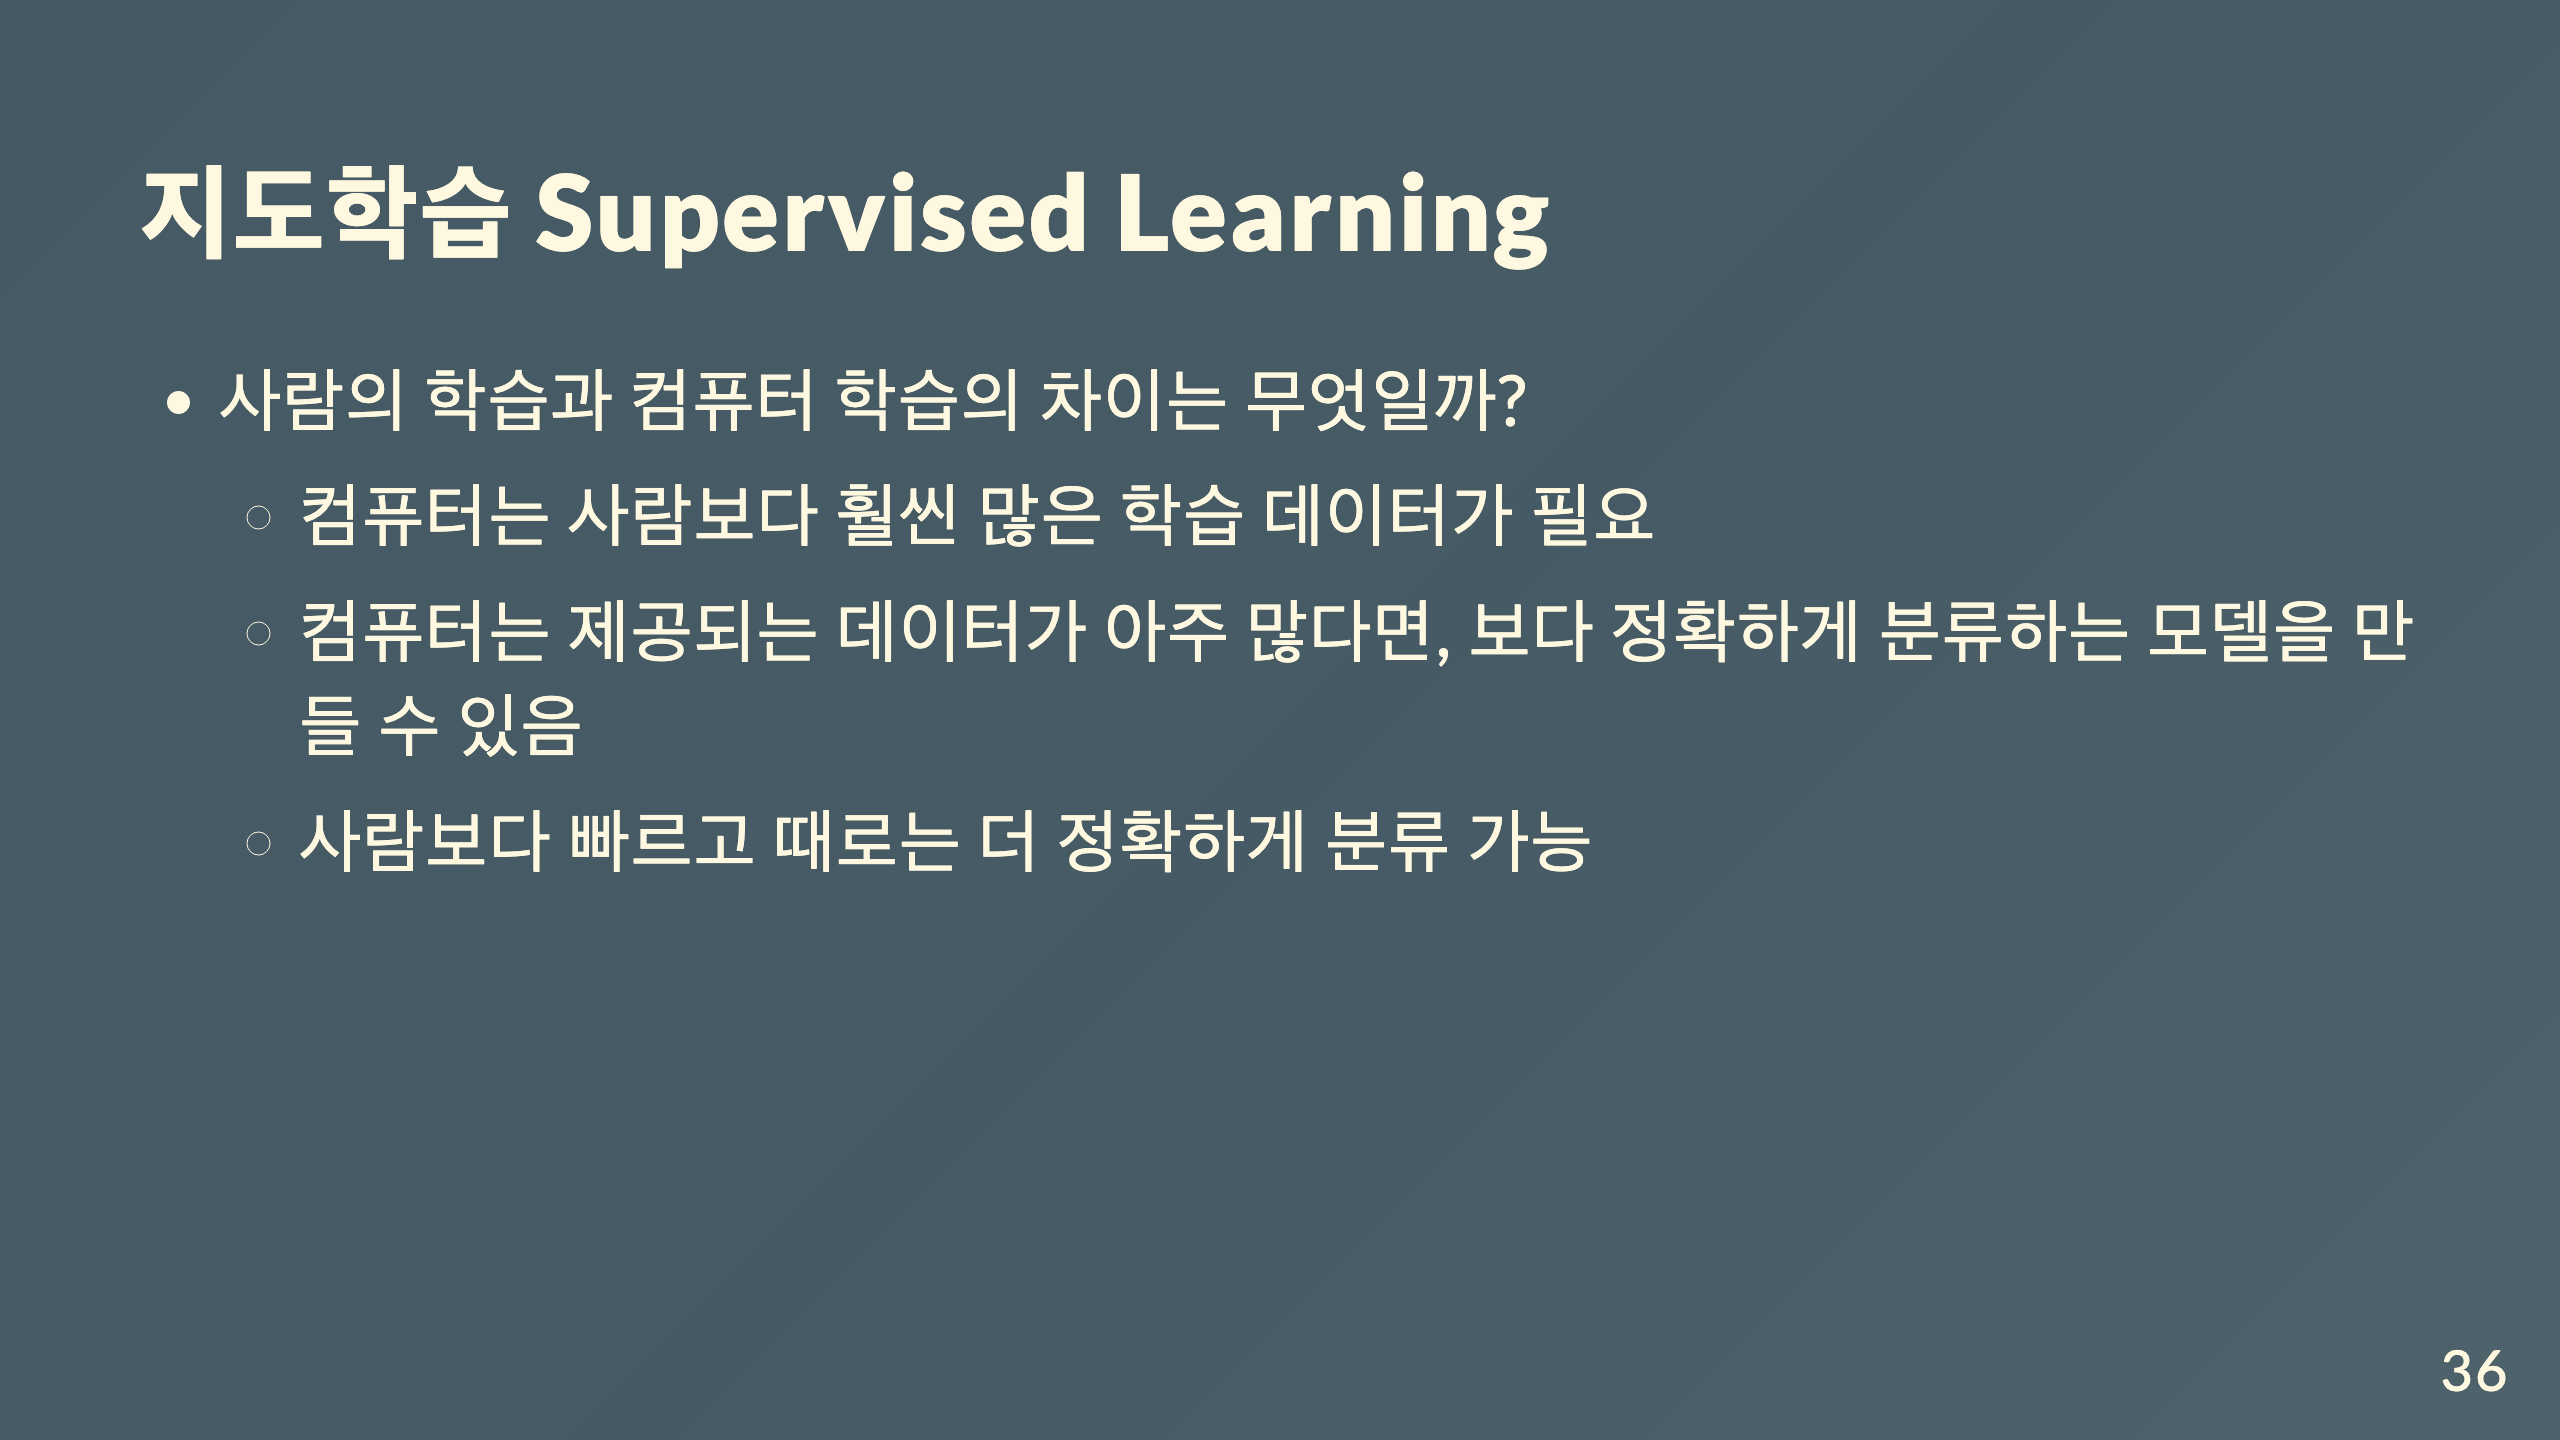 지도학습 Supervised Learning
• 사람의 학습과 컴퓨터 학습의 차이는 무엇일까?
○ 컴퓨터는 사람보다 훨씬 많은 학습 데이터가 필요
○ 컴퓨터는 제공되는 데이터가 아주 많다면, 보다 정확하게 분류하는 모델을 만
들 수 있음
○ 사람보다 빠르고 때로는 더 정확하게 분류 가능
36